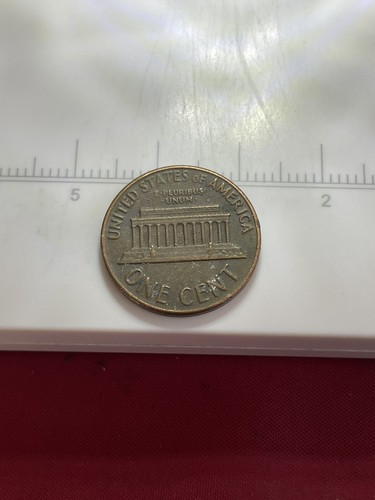 5
2
UNITED STATES OF AMERICA
E·PLURIBUS
·UNUM·
ONE CENT